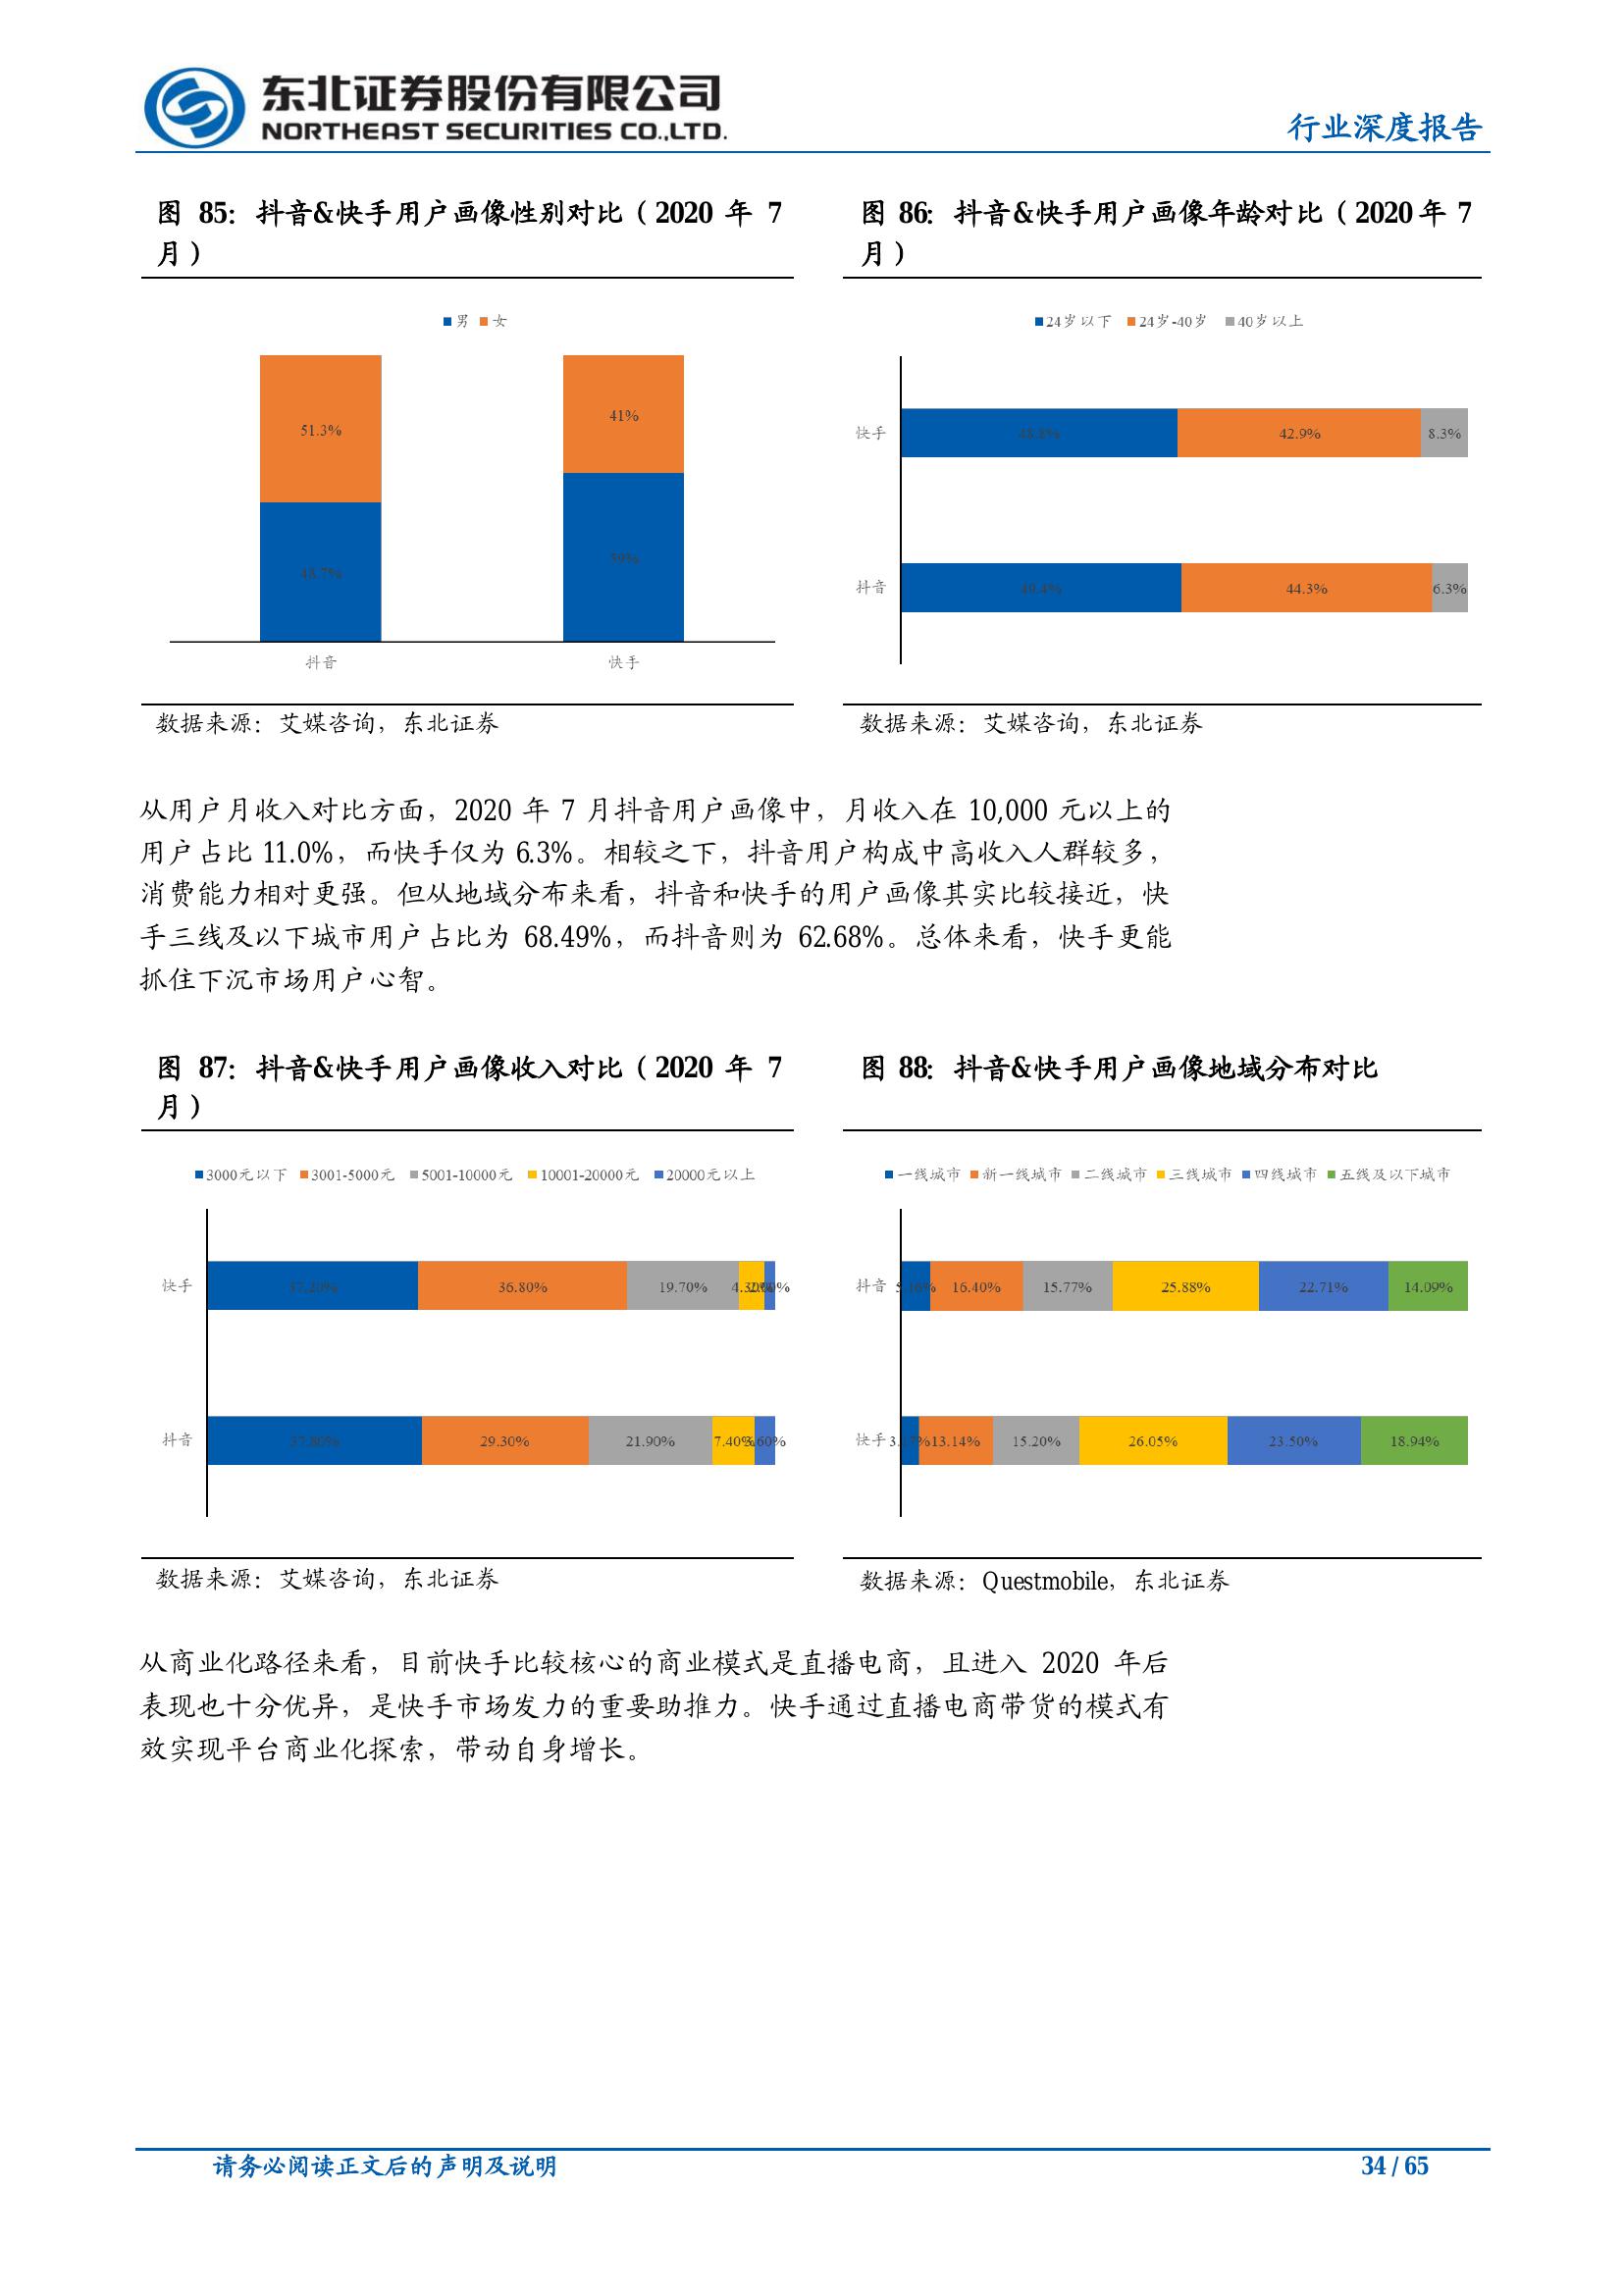 东北证券股份有限公司
NORTHEAST SECURITIES CO.,LTD.
行业深度报告
图 85：抖音&快手用户画像性别对比（2020 年 7
月）
男 女
51.3%
41%
48.7%
59%
抖音
快手
数据来源：艾媒咨询，东北证券
图 86：抖音&快手用户画像年龄对比（2020 年 7
月）
24岁以下 24岁-40岁 40岁以上
快手 48.8% 42.9% 8.3%
抖音 49.4% 44.3% 6.3%
数据来源：艾媒咨询，东北证券
从用户月收入对比方面，2020 年 7 月抖音用户画像中，月收入在 10,000 元以上的
用户占比 11.0%，而快手仅为 6.3%。相较之下，抖音用户构成中高收入人群较多，
消费能力相对更强。但从地域分布来看，抖音和快手的用户画像其实比较接近，快
手三线及以下城市用户占比为 68.49%，而抖音则为 62.68%。总体来看，快手更能
抓住下沉市场用户心智。
图 87：抖音&快手用户画像收入对比（2020 年 7
月）
3000元以下 3001-5000元 5001-10000元 10001-20000元 20000元以上
快手 37.20% 36.80% 19.70% 4.30%
抖音 37.80% 29.30% 21.90% 7.40% 3.60%
数据来源：艾媒咨询，东北证券
图 88：抖音&快手用户画像地域分布对比
一线城市 新一线城市 二线城市 三线城市 四线城市 五线及以下城市
抖音 16.40% 15.77% 25.88% 22.71% 14.09%
快手 13.14% 15.20% 26.05% 23.50% 18.94%
数据来源：Questmobile，东北证券
从商业化路径来看，目前快手比较核心的商业模式是直播电商，且进入 2020 年后
表现也十分优异，是快手市场发力的重要助推力。快手通过直播电商带货的模式有
效实现平台商业化探索，带动自身增长。
请务必阅读正文后的声明及说明
34 / 65